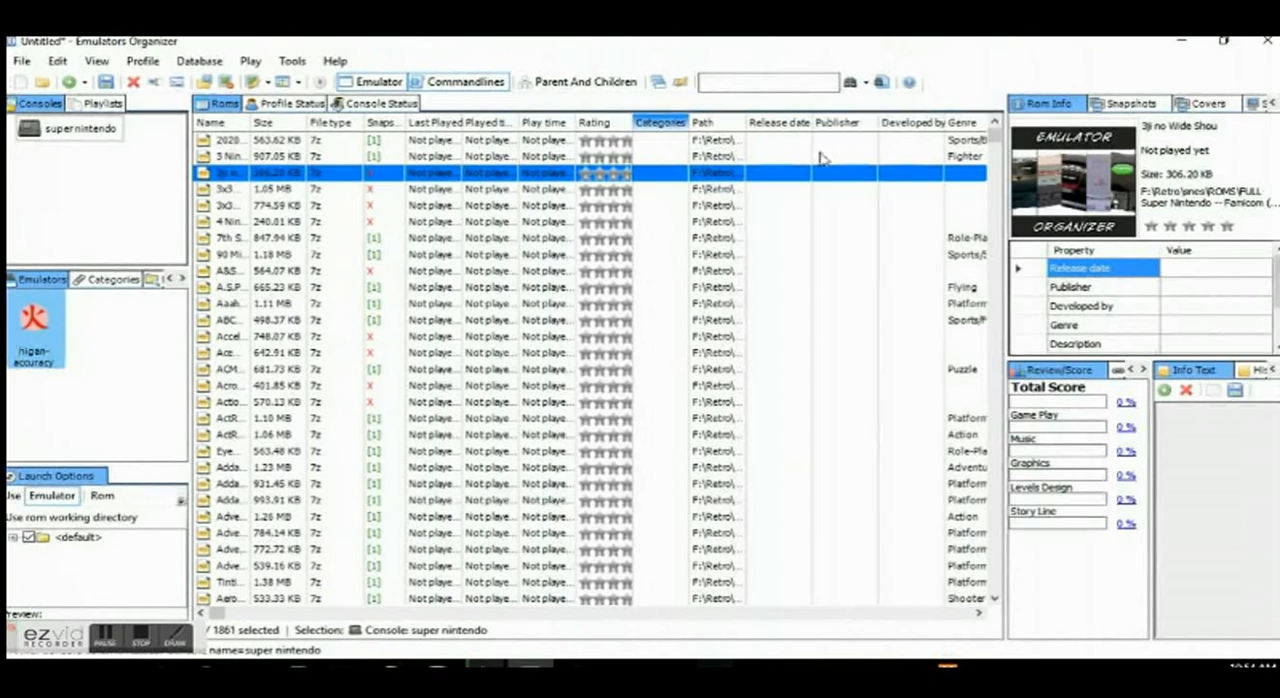 Untitled* - Emulators Organizer
File Edit View Profile Database Play Tools Help
Emulator Commandlines Parent And Children
Consoles Playlists
super nintendo
Emulators Categories
higan-accuracy
Launch Options
Use Emulator Rom
Use rom working directory
<default>
Preview:
Roms Profile Status Console Status
Name Size File type Snaps... Last Played Played ti... Play time Rating Categories Path Release date Publisher Developed by Genre
2020... 563.62 KB 7z [1] Not playe... Not playe... Not playe... F:\Retro\... Sports/B
3 Nin... 907.05 KB 7z [1] Not playe... Not playe... Not playe... F:\Retro\... Fighter
3ji n... 306.20 KB 7z X Not playe... Not playe... Not playe... F:\Retro\...
3x3... 1.05 MB 7z X Not playe... Not playe... Not playe... F:\Retro\...
3x3... 774.59 KB 7z X Not playe... Not playe... Not playe... F:\Retro\...
4 Nin... 240.01 KB 7z X Not playe... Not playe... Not playe... F:\Retro\...
7th S... 847.94 KB 7z [1] Not playe... Not playe... Not playe... F:\Retro\... Role-Pla
90 Mi... 1.18 MB 7z [1] Not playe... Not playe... Not playe... F:\Retro\... Sports/
A&S... 564.07 KB 7z X Not playe... Not playe... Not playe... F:\Retro\...
A.S.P... 665.23 KB 7z [1] Not playe... Not playe... Not playe... F:\Retro\... Flying
Aaah... 1.11 MB 7z [1] Not playe... Not playe... Not playe... F:\Retro\... Platform
ABC... 498.37 KB 7z [1] Not playe... Not playe... Not playe... F:\Retro\... Sports/F
Accel... 748.07 KB 7z X Not playe... Not playe... Not playe... F:\Retro\...
Ace... 642.91 KB 7z X Not playe... Not playe... Not playe... F:\Retro\...
ACM... 681.73 KB 7z [1] Not playe... Not playe... Not playe... F:\Retro\... Puzzle
Acro... 401.85 KB 7z X Not playe... Not playe... Not playe... F:\Retro\...
Actio... 570.13 KB 7z X Not playe... Not playe... Not playe... F:\Retro\...
ActR... 1.10 MB 7z [1] Not playe... Not playe... Not playe... F:\Retro\... Platform
ActR... 1.06 MB 7z [1] Not playe... Not playe... Not playe... F:\Retro\... Action
Eye... 563.48 KB 7z [1] Not playe... Not playe... Not playe... F:\Retro\... Role-Pla
Adda... 1.23 MB 7z [1] Not playe... Not playe... Not playe... F:\Retro\... Adventu
Adda... 931.45 KB 7z [1] Not playe... Not playe... Not playe... F:\Retro\... Platform
Adda... 993.91 KB 7z [1] Not playe... Not playe... Not playe... F:\Retro\... Platform
Adve... 1.26 MB 7z [1] Not playe... Not playe... Not playe... F:\Retro\... Action
Adve... 784.14 KB 7z [1] Not playe... Not playe... Not playe... F:\Retro\... Platform
Adve... 772.72 KB 7z [1] Not playe... Not playe... Not playe... F:\Retro\... Platform
Adve... 539.16 KB 7z [1] Not playe... Not playe... Not playe... F:\Retro\... Platform
Tinti... 1.38 MB 7z [1] Not playe... Not playe... Not playe... F:\Retro\... Platform
Aero... 533.33 KB 7z [1] Not playe... Not playe... Not playe... F:\Retro\... Shooter
/ 1861 selected | Selection: Console: super nintendo
name=super nintendo
ezvid
RECORDER
PAUSE STOP DRAW
Rom Info Snapshots Covers
EMULATOR
ORGANIZER
3ji no Wide Shou
Not played yet
Size: 306.20 KB
F:\Retro\snes\ROMS\FULL
Super Nintendo -- Famicom (...
Property Value
Release date
Publisher
Developed by
Genre
Description
Review/Score
Total Score
0 %
Game Play
0 %
Music
0 %
Graphics
0 %
Levels Design
0 %
Story Line
0 %
Info Text
10:54 AM